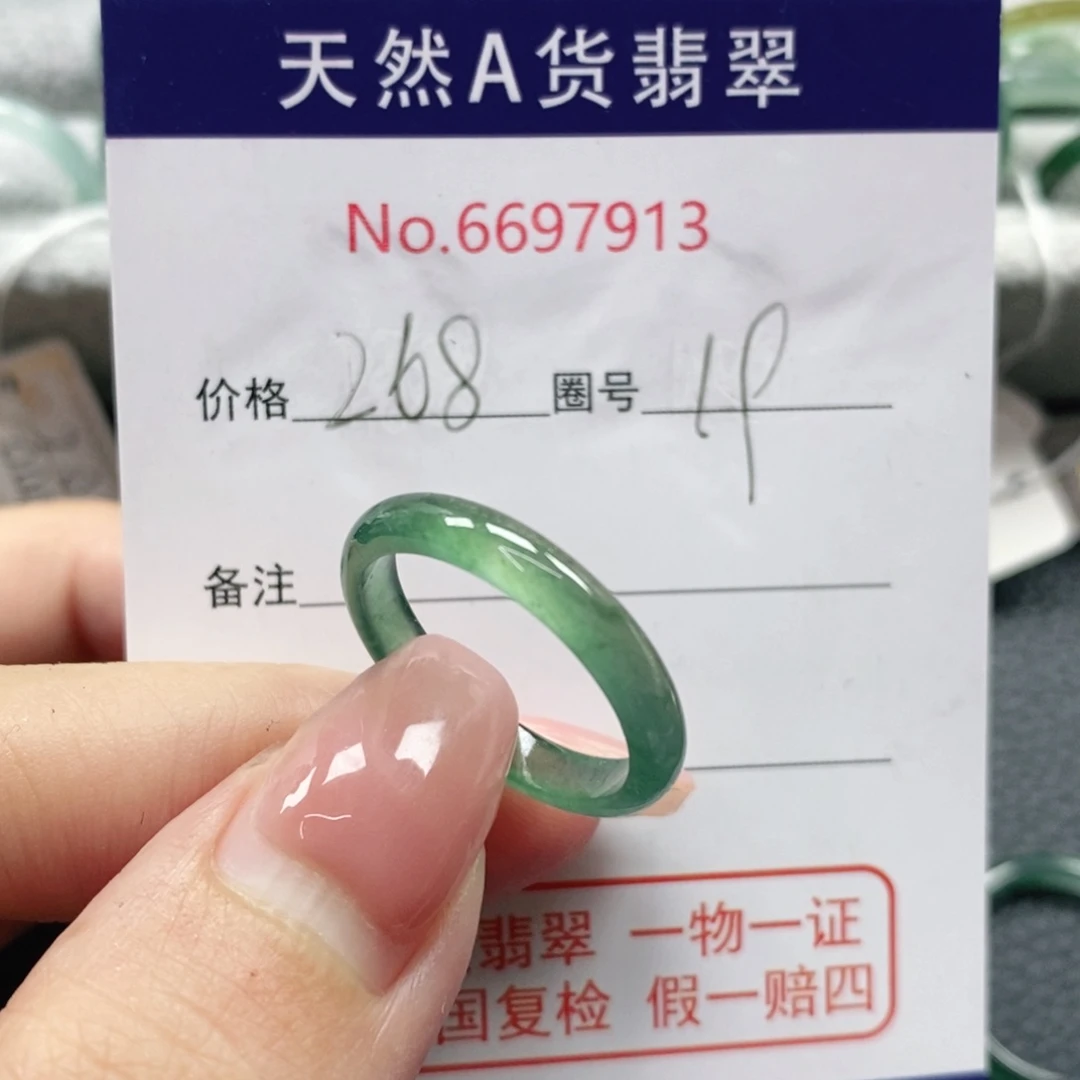 天然A货翡翠
No.6697913
价格 268 圈号 19
备注
翡翠 一物一证
国复检 假一赔四